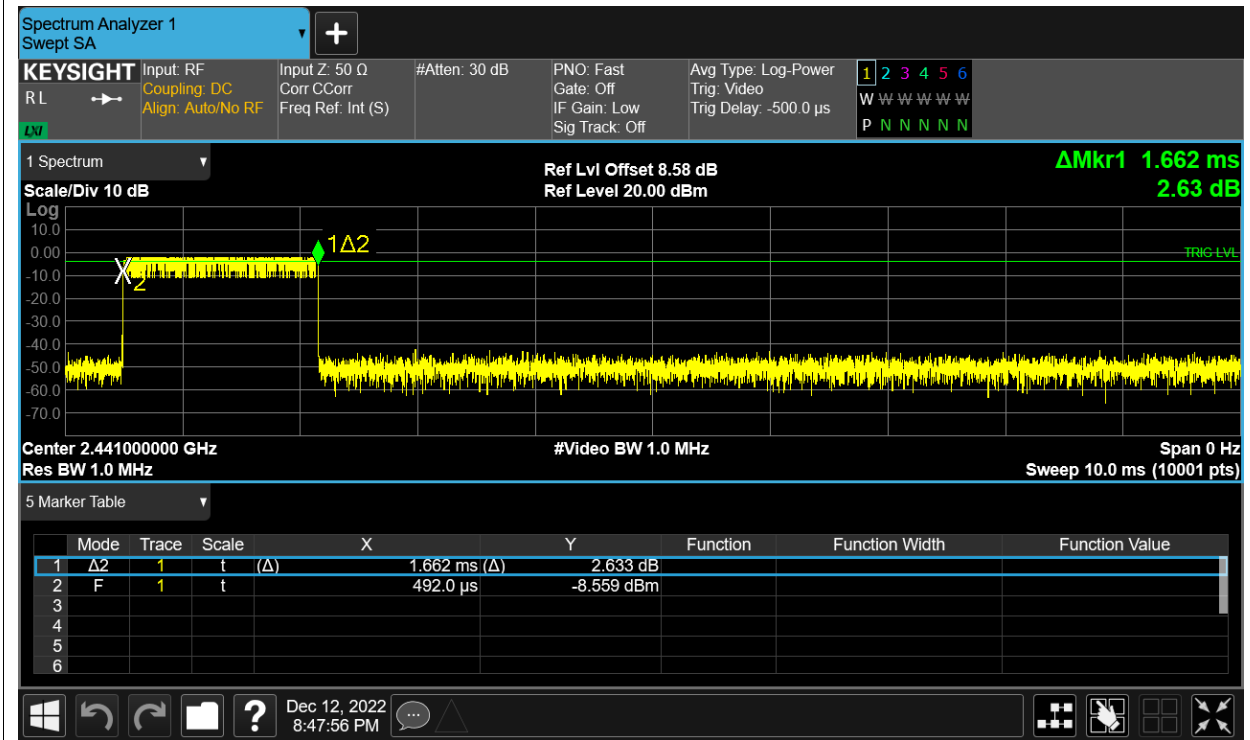 Spectrum Analyzer 1
Swept SA
KEYSIGHT
R L
LXI
Input: RF
Coupling: DC
Align: Auto/No RF
Input Z: 50 Ω
Corr CCorr
Freq Ref: Int (S)
#Atten: 30 dB
PNO: Fast
Gate: Off
IF Gain: Low
Sig Track: Off
Avg Type: Log-Power
Trig: Video
Trig Delay: -500.0 µs
1 2 3 4 5 6
W W W W W W
P N N N N N
1 Spectrum
Scale/Div 10 dB
Ref Lvl Offset 8.58 dB
Ref Level 20.00 dBm
ΔMkr1 1.662 ms
2.63 dB
Log
10.0
0.00
-10.0
-20.0
-30.0
-40.0
-50.0
-60.0
-70.0
1Δ2
2
TRIG LVL
Center 2.441000000 GHz
#Video BW 1.0 MHz
Span 0 Hz
Res BW 1.0 MHz
Sweep 10.0 ms (10001 pts)
5 Marker Table
Mode Trace Scale X Y Function Function Width Function Value
1 Δ2 1 t (Δ) 1.662 ms (Δ) 2.633 dB
2 F 1 t 492.0 µs -8.559 dBm
3
4
5
6
?
Dec 12, 2022
8:47:56 PM